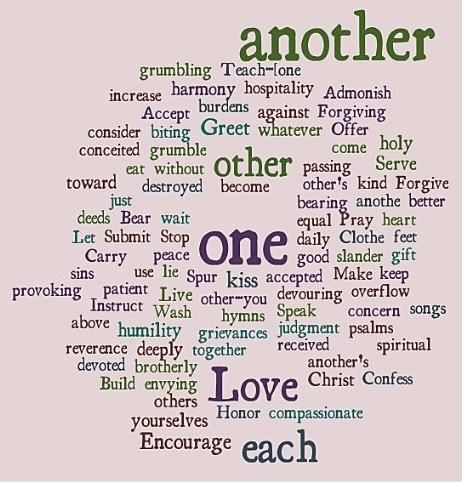 another
grumbling Teach-[one
increase harmony hospitality Admonish
Accept burdens against Forgiving
consider biting Greet whatever Offer
conceited grumble come holy
eat without other passing Serve
toward destroyed become other's kind Forgive
just bearing anothe better
deeds Bear wait equal Pray heart
Let Submit Stop one daily Clothe feet
Carry peace good slander gift
sins use lie Spur kiss accepted Make keep
provoking patient Live other-you devouring overflow
Instruct Wash hymns Speak concern songs
above humility grievances judgment psalms
reverence deeply together received spiritual
devoted brotherly another's
Build envying Love Christ Confess
others Honor compassionate
yourselves
Encourage each